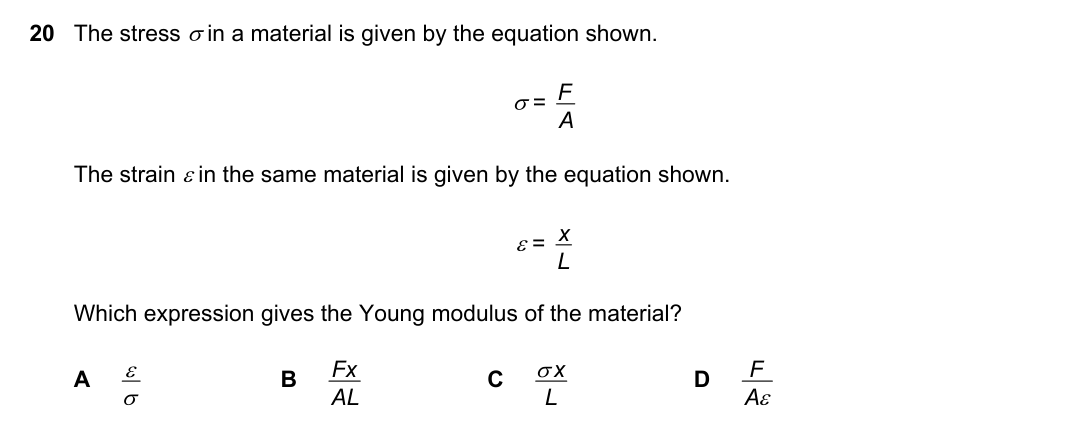 20 The stress σ in a material is given by the equation shown.
σ = F/A
The strain ε in the same material is given by the equation shown.
ε = x/L
Which expression gives the Young modulus of the material?
A ε/σ B Fx/AL C σx/L D F/Aε